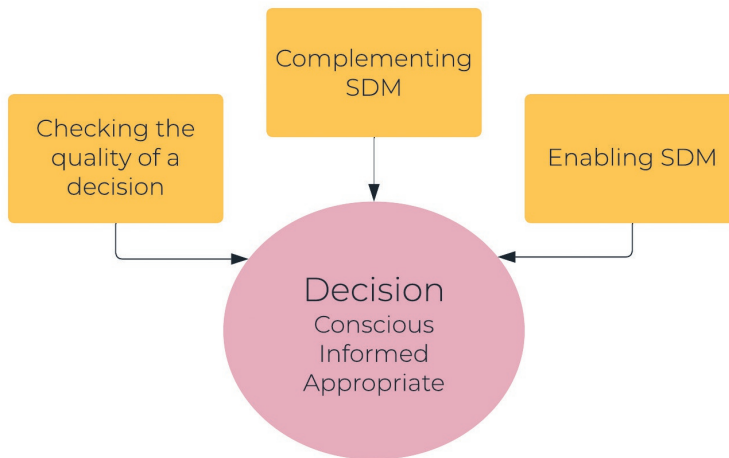 Complementing
SDM
Checking the
quality of a
decision
Enabling SDM
Decision
Conscious
Informed
Appropriate